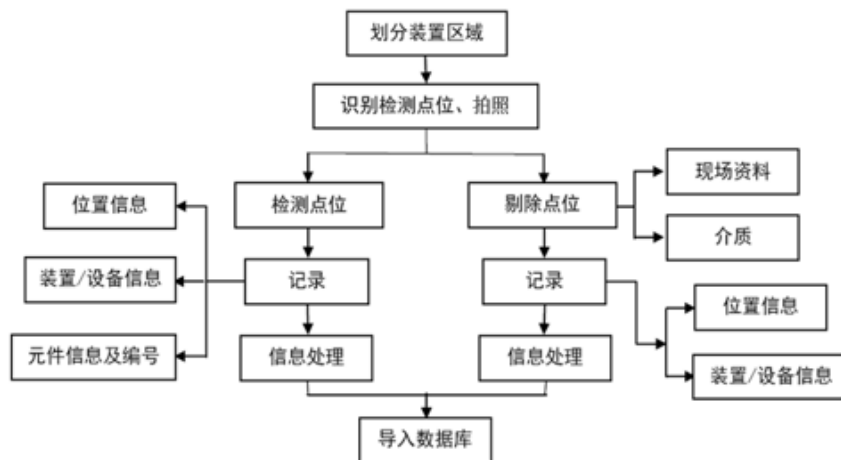 划分装置区域
识别检测点位、拍照
检测点位
剔除点位
现场资料
介质
位置信息
装置/设备信息
元件信息及编号
记录
记录
位置信息
装置/设备信息
信息处理
信息处理
导入数据库